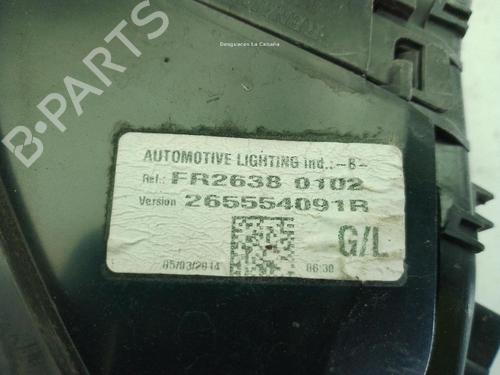 Desguaces La Cabaña
B-PARTS
AUTOMOTIVE LIGHTING ind.:-B-
Ref.: FR2638 0102
Version 265554091R
G/L
05/03/2014 06:30